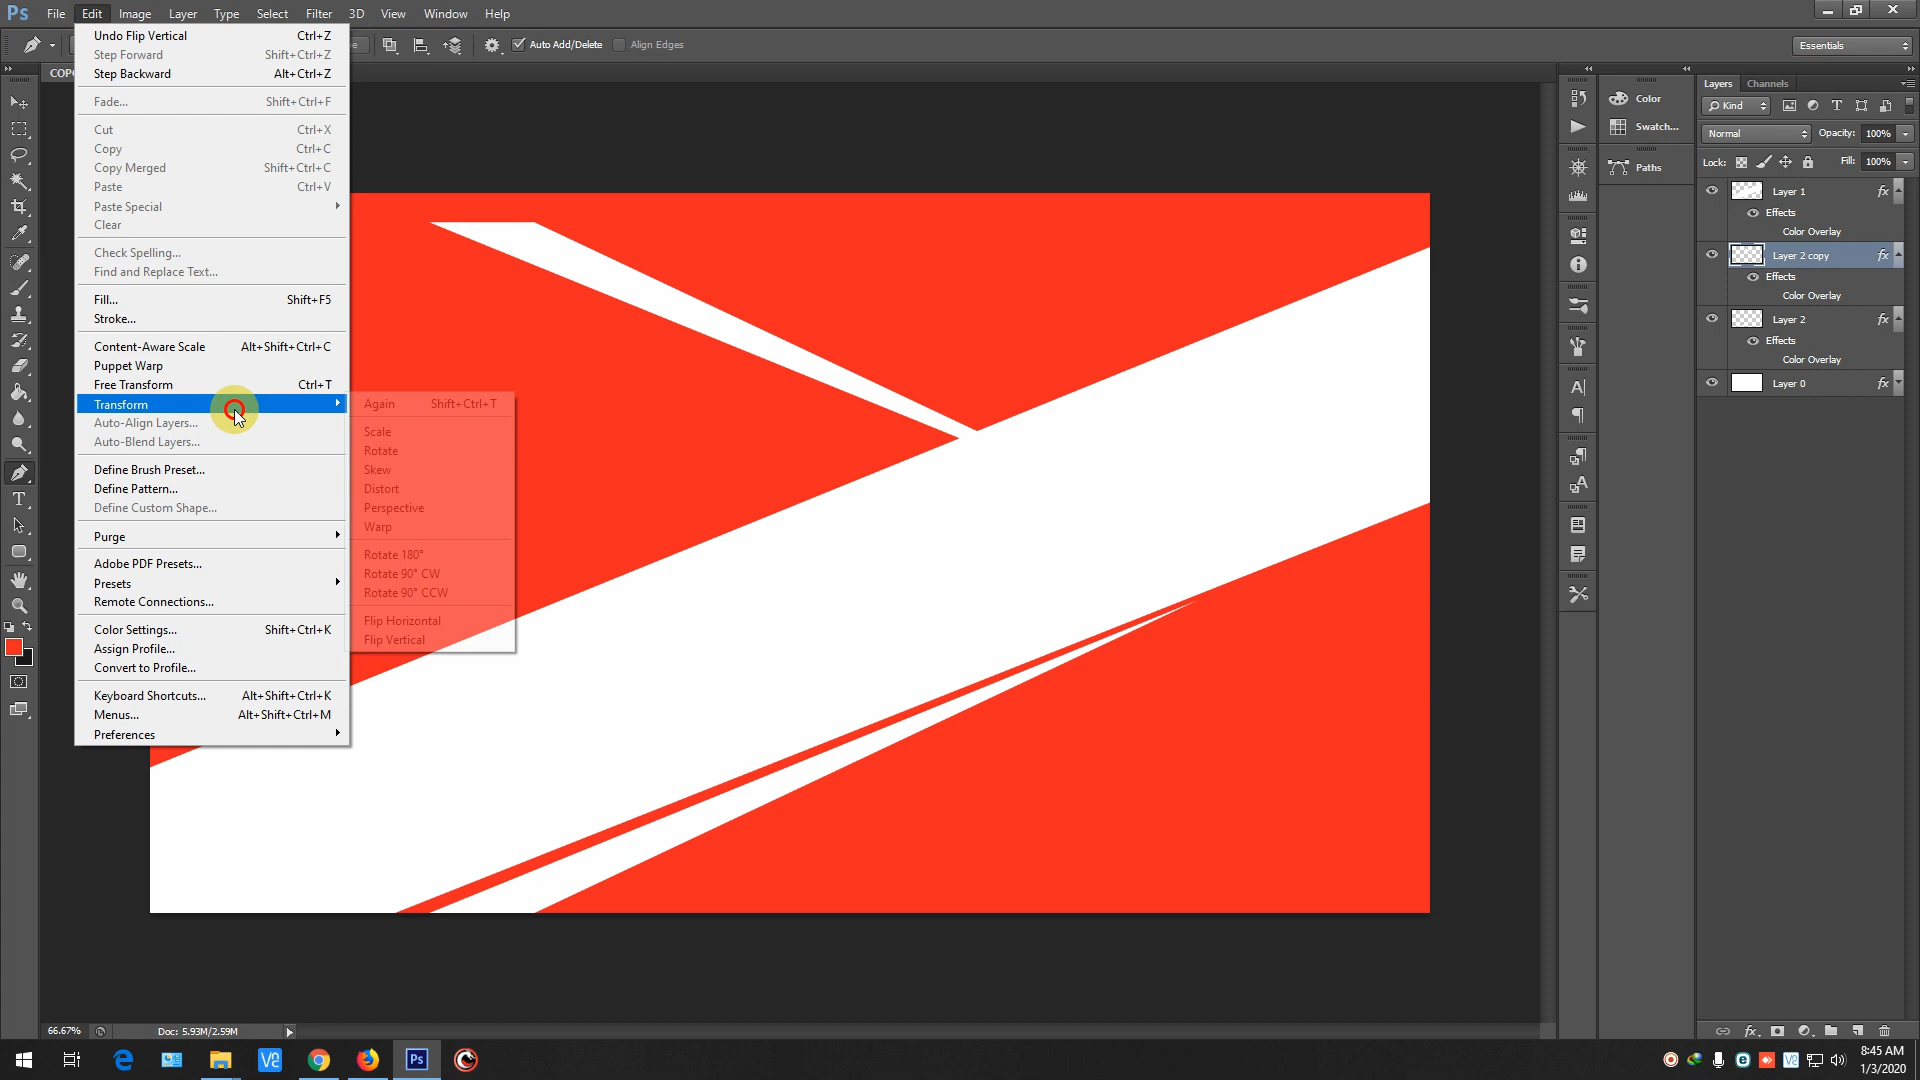 Ps File Edit Image Layer Type Select Filter 3D View Window Help
Auto Add/Delete Align Edges Essentials
Undo Flip Vertical Ctrl+Z
Step Forward Shift+Ctrl+Z
Step Backward Alt+Ctrl+Z
Fade... Shift+Ctrl+F
Cut Ctrl+X
Copy Ctrl+C
Copy Merged Shift+Ctrl+C
Paste Ctrl+V
Paste Special
Clear
Check Spelling...
Find and Replace Text...
Fill... Shift+F5
Stroke...
Content-Aware Scale Alt+Shift+Ctrl+C
Puppet Warp
Free Transform Ctrl+T
Transform
Auto-Align Layers...
Auto-Blend Layers...
Define Brush Preset...
Define Pattern...
Define Custom Shape...
Purge
Adobe PDF Presets...
Presets
Remote Connections...
Color Settings... Shift+Ctrl+K
Assign Profile...
Convert to Profile...
Keyboard Shortcuts... Alt+Shift+Ctrl+K
Menus... Alt+Shift+Ctrl+M
Preferences
Again Shift+Ctrl+T
Scale
Rotate
Skew
Distort
Perspective
Warp
Rotate 180°
Rotate 90° CW
Rotate 90° CCW
Flip Horizontal
Flip Vertical
Color
Swatch...
Paths
Layers Channels
Kind
Normal Opacity: 100%
Lock: Fill: 100%
Layer 1 fx
Effects
Color Overlay
Layer 2 copy fx
Effects
Color Overlay
Layer 2 fx
Effects
Color Overlay
Layer 0 fx
66.67% Doc: 5.93M/2.59M
Ps
8:45 AM
1/3/2020